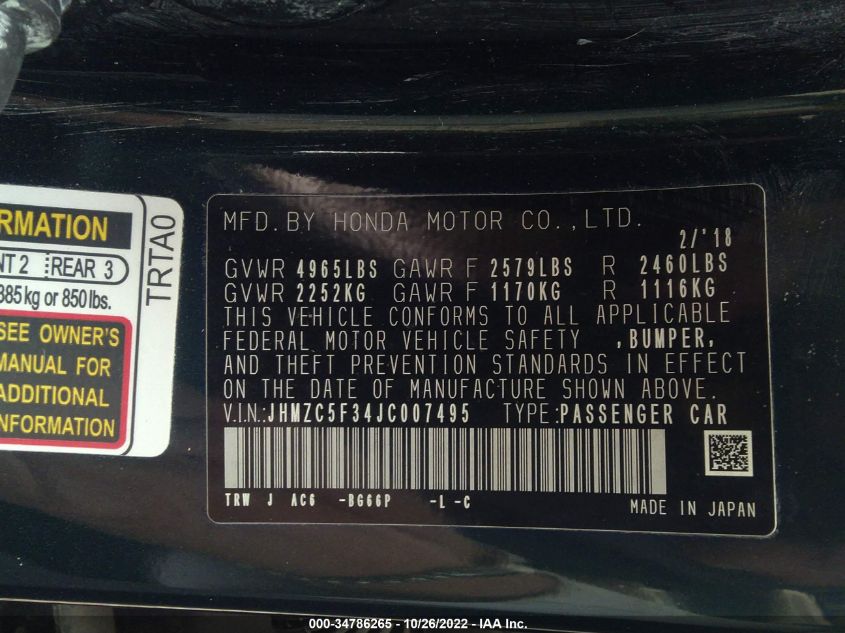 RMATION
NT 2 REAR 3
385 kg or 850 lbs.
SEE OWNER'S
MANUAL FOR
ADDITIONAL
INFORMATION
TRTA0
MFD. BY HONDA MOTOR CO., LTD.
2/'18
GVWR 4965LBS GAWR F 2579LBS R 2460LBS
GVWR 2252KG GAWR F 1170KG R 1116KG
THIS VEHICLE CONFORMS TO ALL APPLICABLE
FEDERAL MOTOR VEHICLE SAFETY ,BUMPER,
AND THEFT PREVENTION STANDARDS IN EFFECT
ON THE DATE OF MANUFACTURE SHOWN ABOVE.
V.I.N.:JHMZC5F34JC007495 TYPE:PASSENGER CAR
TRW J AC6 -BG66P -L -C
MADE IN JAPAN
000-34786265 - 10/26/2022 - IAA Inc.